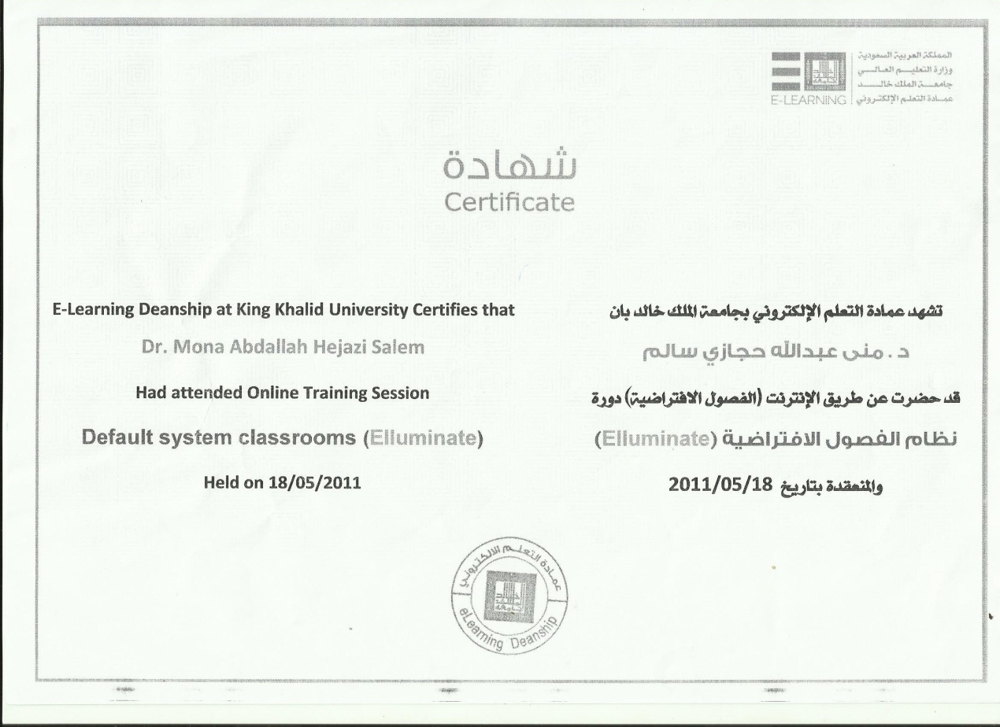 المملكة العربية السعودية
وزارة التعليم العالي
جامعة الملك خالد
عمادة التعلم الإلكتروني
E-LEARNING
شهادة
Certificate
E-Learning Deanship at King Khalid University Certifies that
Dr. Mona Abdallah Hejazi Salem
Had attended Online Training Session
Default system classrooms (Elluminate)
Held on 18/05/2011
تشهد عمادة التعلم الإلكتروني بجامعة الملك خالد بان
د . منى عبدالله حجازي سالم
قد حضرت عن طريق الإنترنت (الفصول الافتراضية) دورة
نظام الفصول الافتراضية (Elluminate)
والمنعقدة بتاريخ 2011/05/18
عمادة التعلم الالكتروني
جامعة الملك خالد
eLearning Deanship